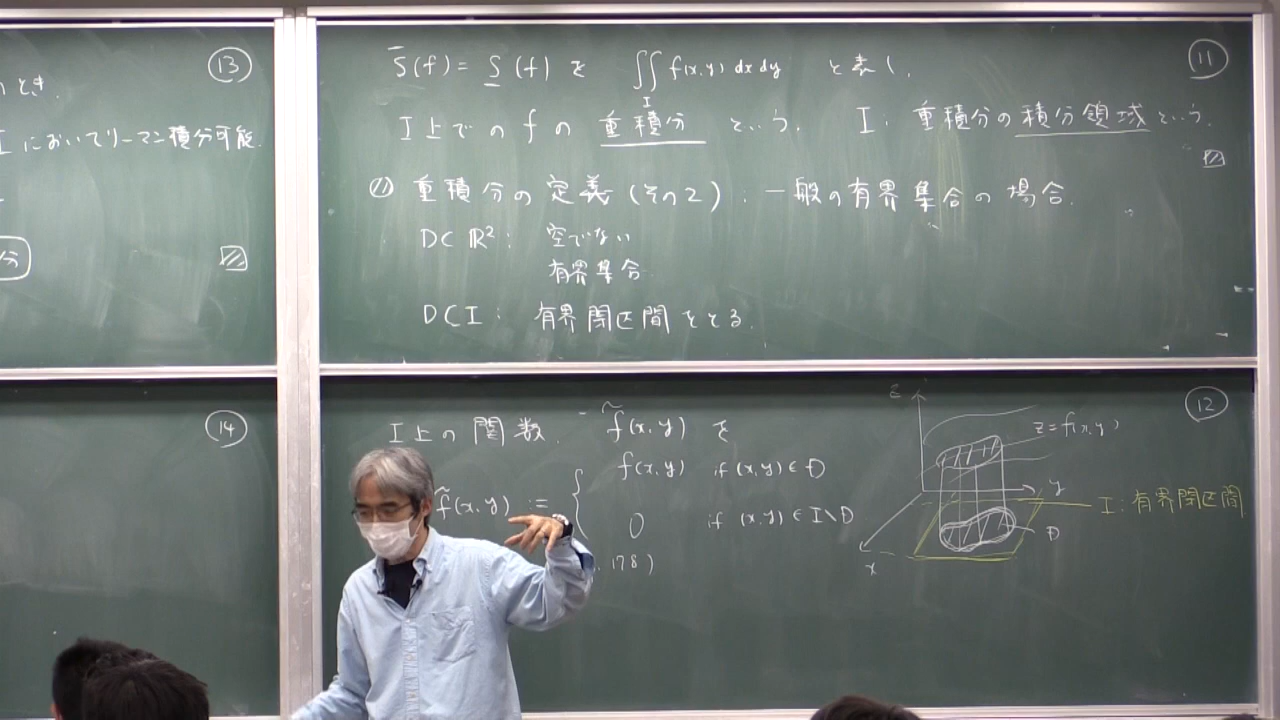 ⑪
S̄(f) = S̲(f) を ∬_I f(x,y) dx dy と表し、
I上での f の 重積分 という. I: 重積分の積分領域という.
重積分の定義(その2): 一般の有界集合の場合.
D⊂ℝ²: 空でない
有界集合
D⊂I: 有界閉区間をとる.
⑫
I上の関数. f̃(x,y) を
f̃(x,y) := { f(x,y) if (x,y)∈D
0 if (x,y)∈I\D
178)
z
z=f(x,y)
y
I:有界閉区間
D
x
⑬
とき.
I においてリーマン積分可能.
分
⑭